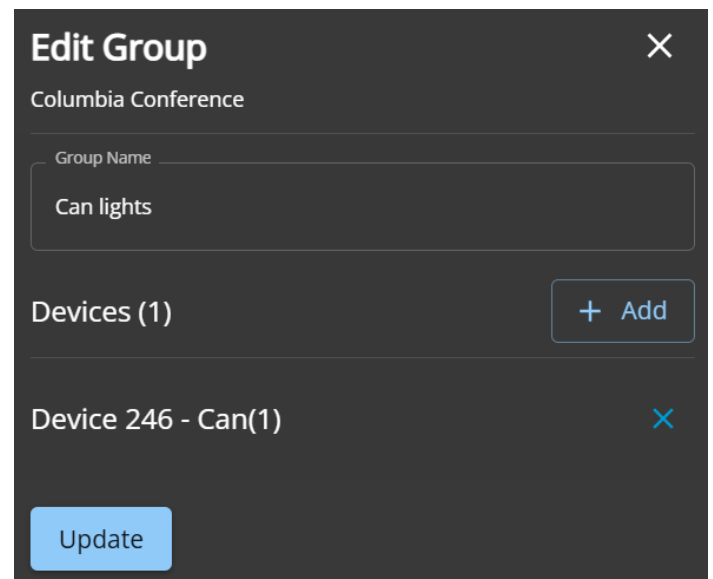 Edit Group
Columbia Conference
Group Name
Can lights
Devices (1)
+ Add
Device 246 - Can(1)
Update